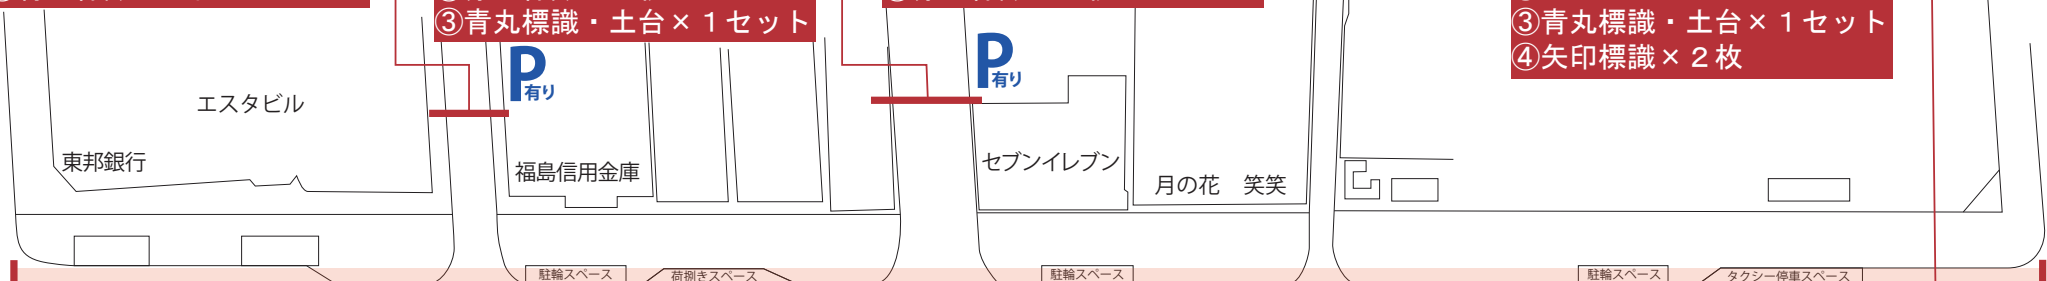 ③青丸標識・土台×１セット
③青丸標識・土台×１セット
④矢印標識×２枚
P
有り
P
有り
エスタビル
東邦銀行
福島信用金庫
セブンイレブン
月の花　笑笑
駐輪スペース
荷捌きスペース
駐輪スペース
駐輪スペース
タクシー停車スペース